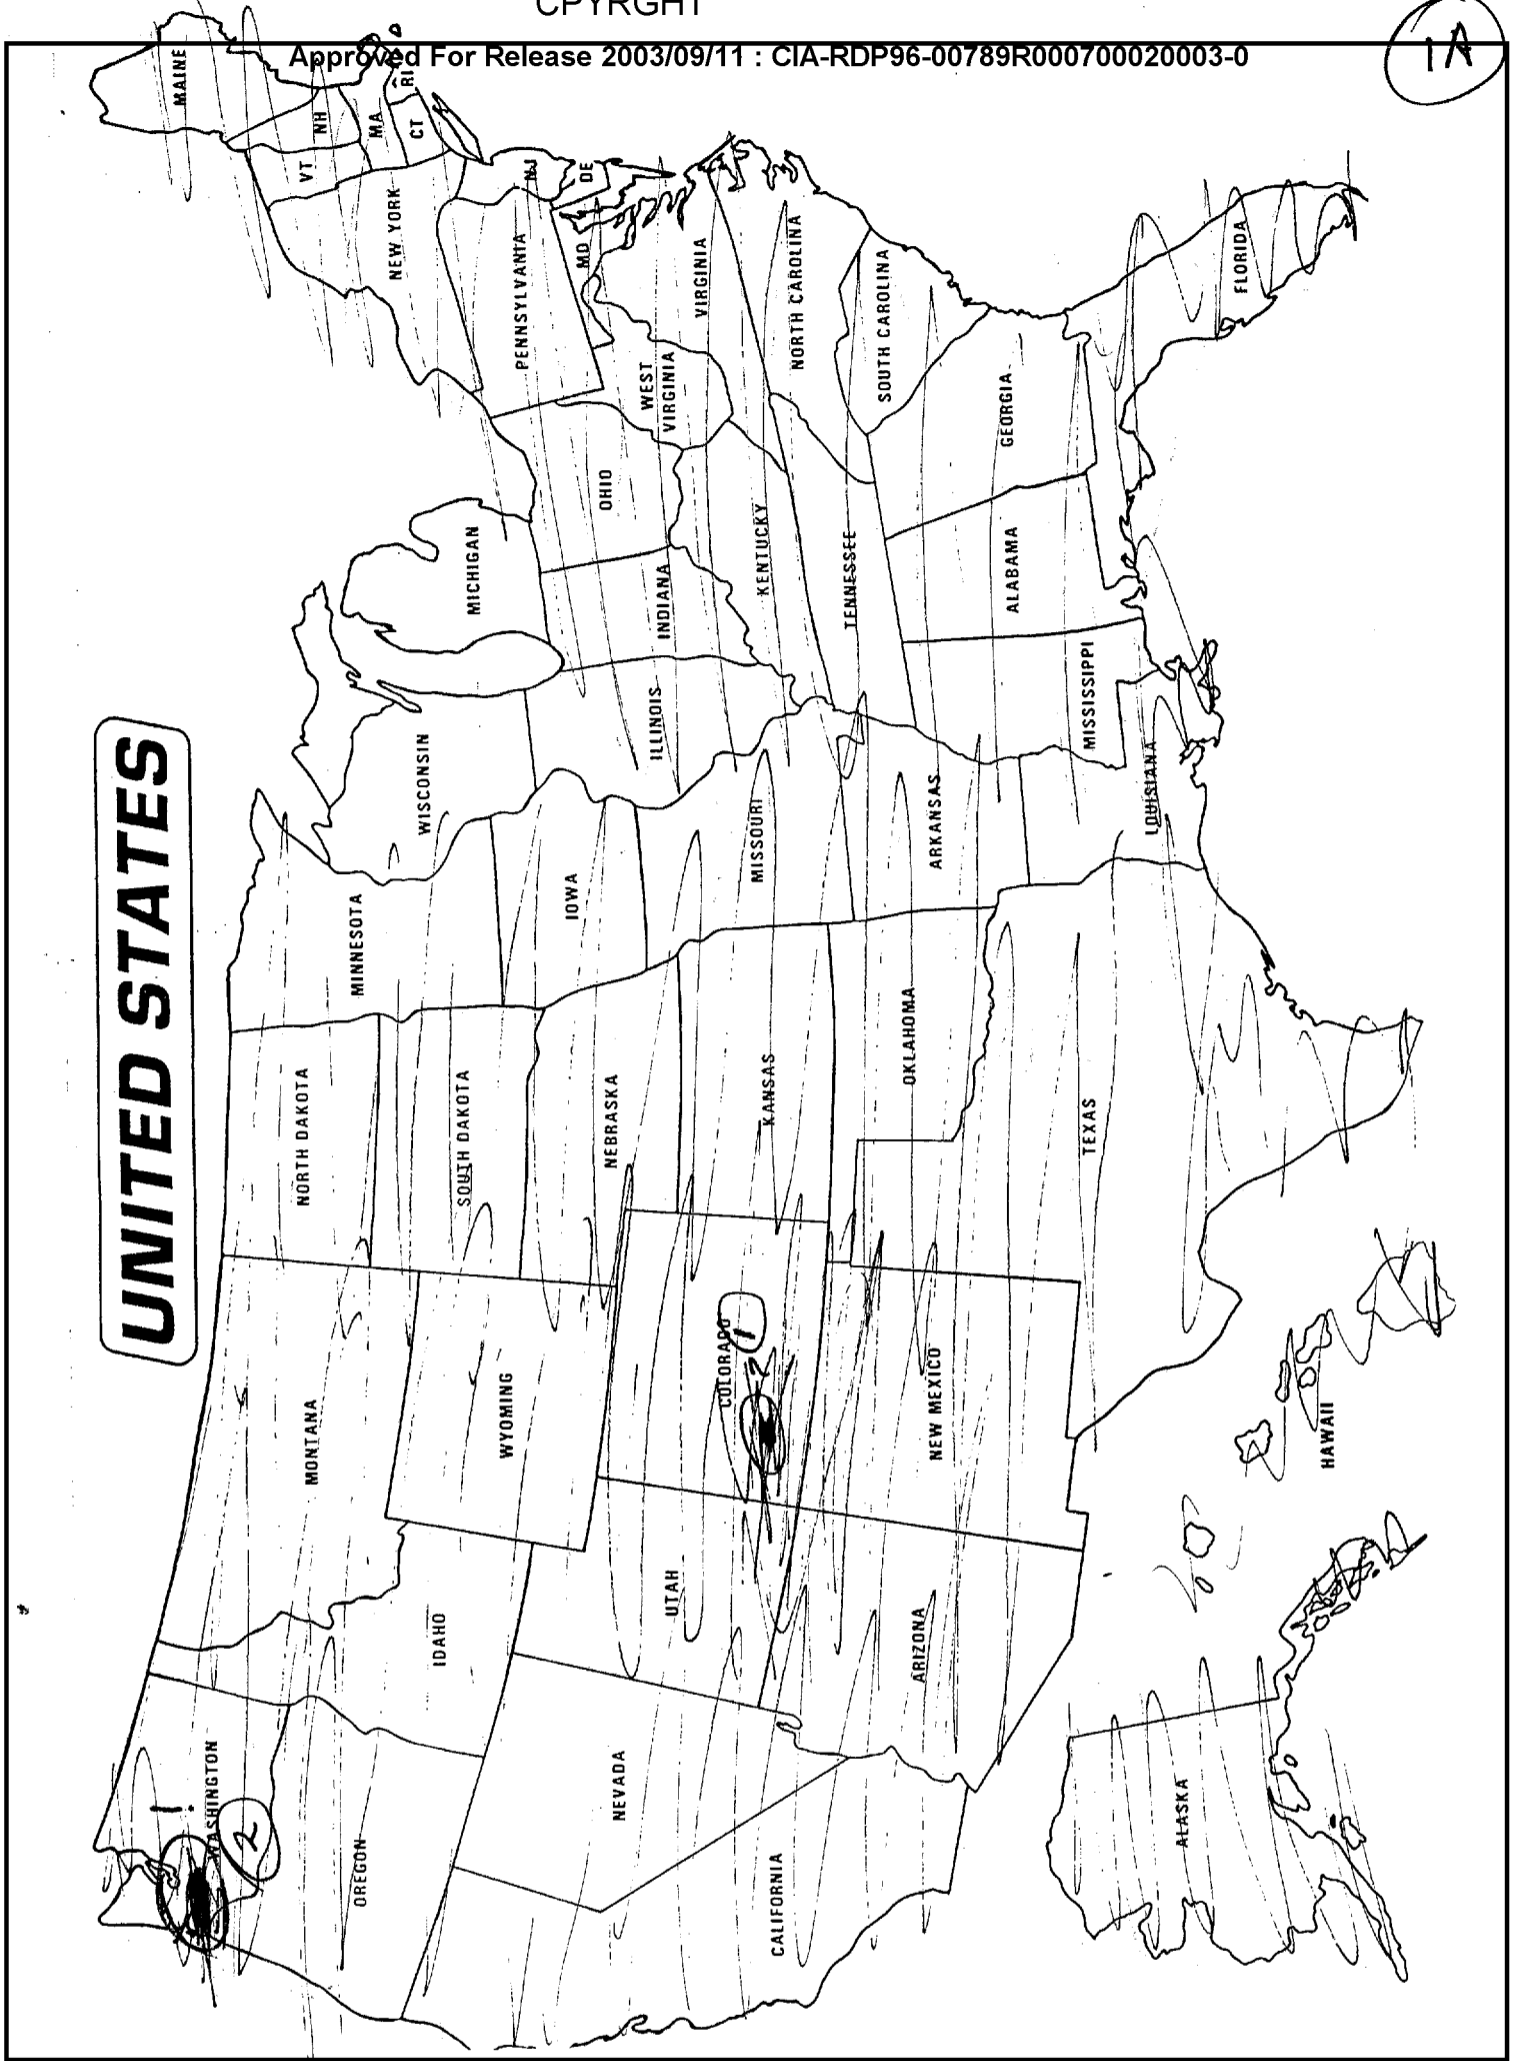 CPYRGHT
Approved For Release 2003/09/11 : CIA-RDP96-00789R000700020003-0
1A
UNITED STATES
WASHINGTON
1
2
OREGON
CALIFORNIA
NEVADA
IDAHO
MONTANA
WYOMING
UTAH
COLORADO
1
ARIZONA
NEW MEXICO
NORTH DAKOTA
SOUTH DAKOTA
NEBRASKA
KANSAS
OKLAHOMA
TEXAS
MINNESOTA
IOWA
MISSOURI
ARKANSAS
LOUISIANA
WISCONSIN
ILLINOIS
MICHIGAN
INDIANA
OHIO
KENTUCKY
TENNESSEE
MISSISSIPPI
ALABAMA
GEORGIA
FLORIDA
SOUTH CAROLINA
NORTH CAROLINA
VIRGINIA
WEST
VIRGINIA
PENNSYLVANIA
NEW YORK
MD
DE
NJ
CT
RI
MA
VT
NH
MAINE
ALASKA
HAWAII